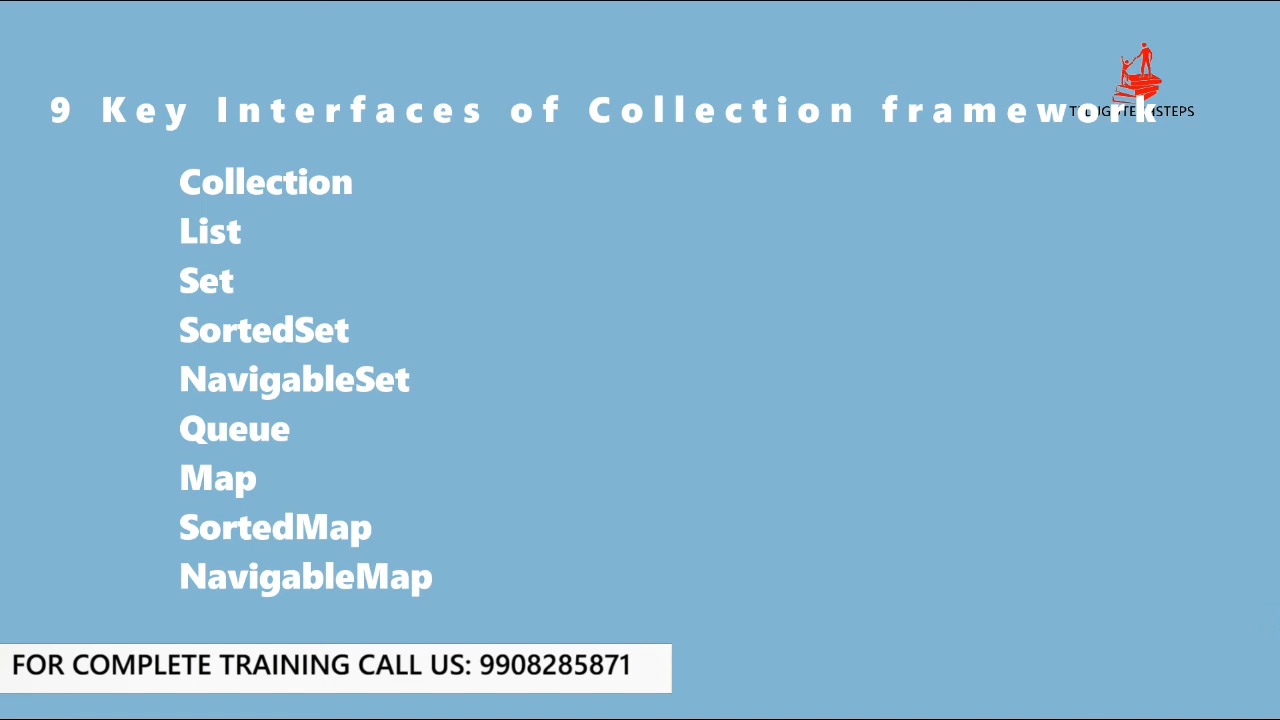 9 Key Interfaces of Collection framework
Collection
List
Set
SortedSet
NavigableSet
Queue
Map
SortedMap
NavigableMap
FOR COMPLETE TRAINING CALL US: 9908285871